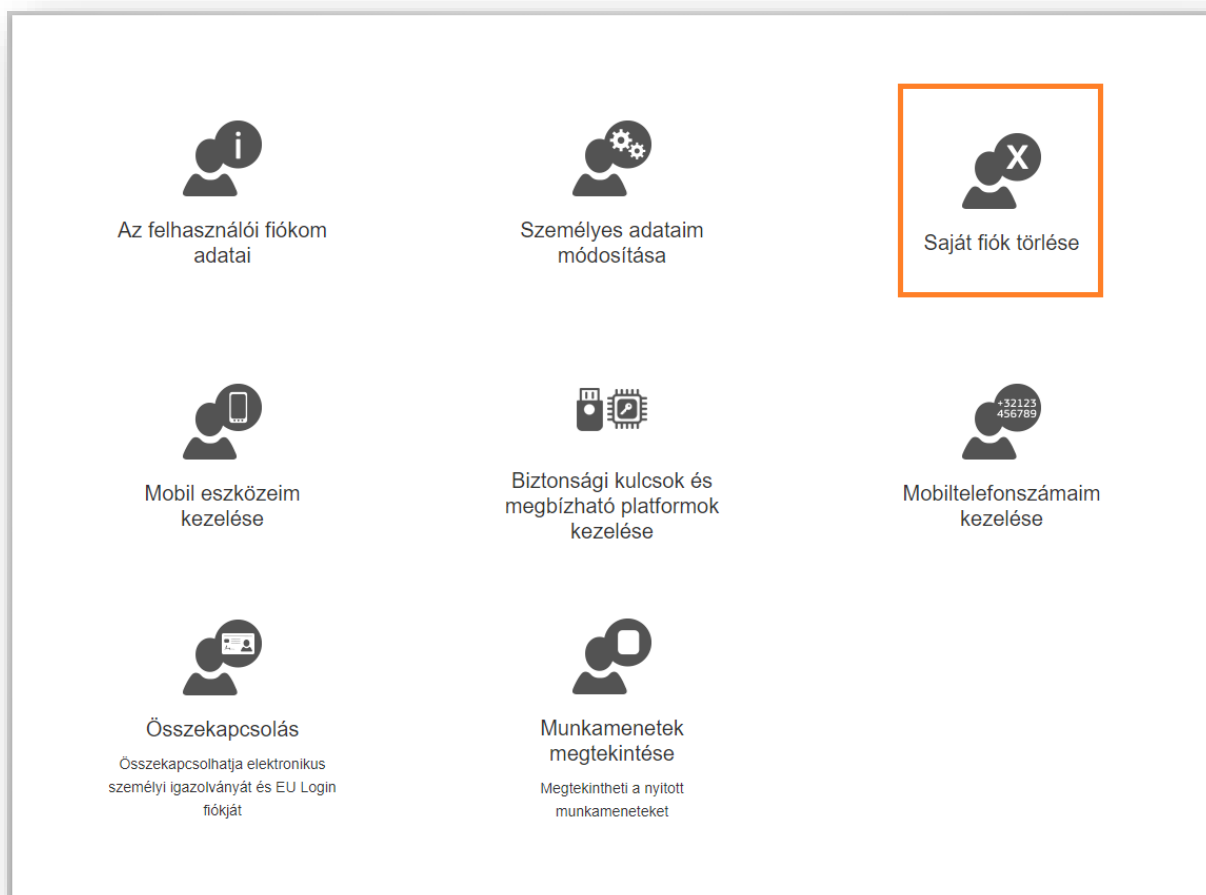 i
X
Az felhasználói fiókom
adatai
Személyes adataim
módosítása
Saját fiók törlése
+32123
456789
Mobil eszközeim
kezelése
Biztonsági kulcsok és
megbízható platformok
kezelése
Mobiltelefonszámaim
kezelése
Összekapcsolás
Összekapcsolhatja elektronikus
személyi igazolványát és EU Login
fiókját
Munkamenetek
megtekintése
Megtekintheti a nyitott
munkameneteket